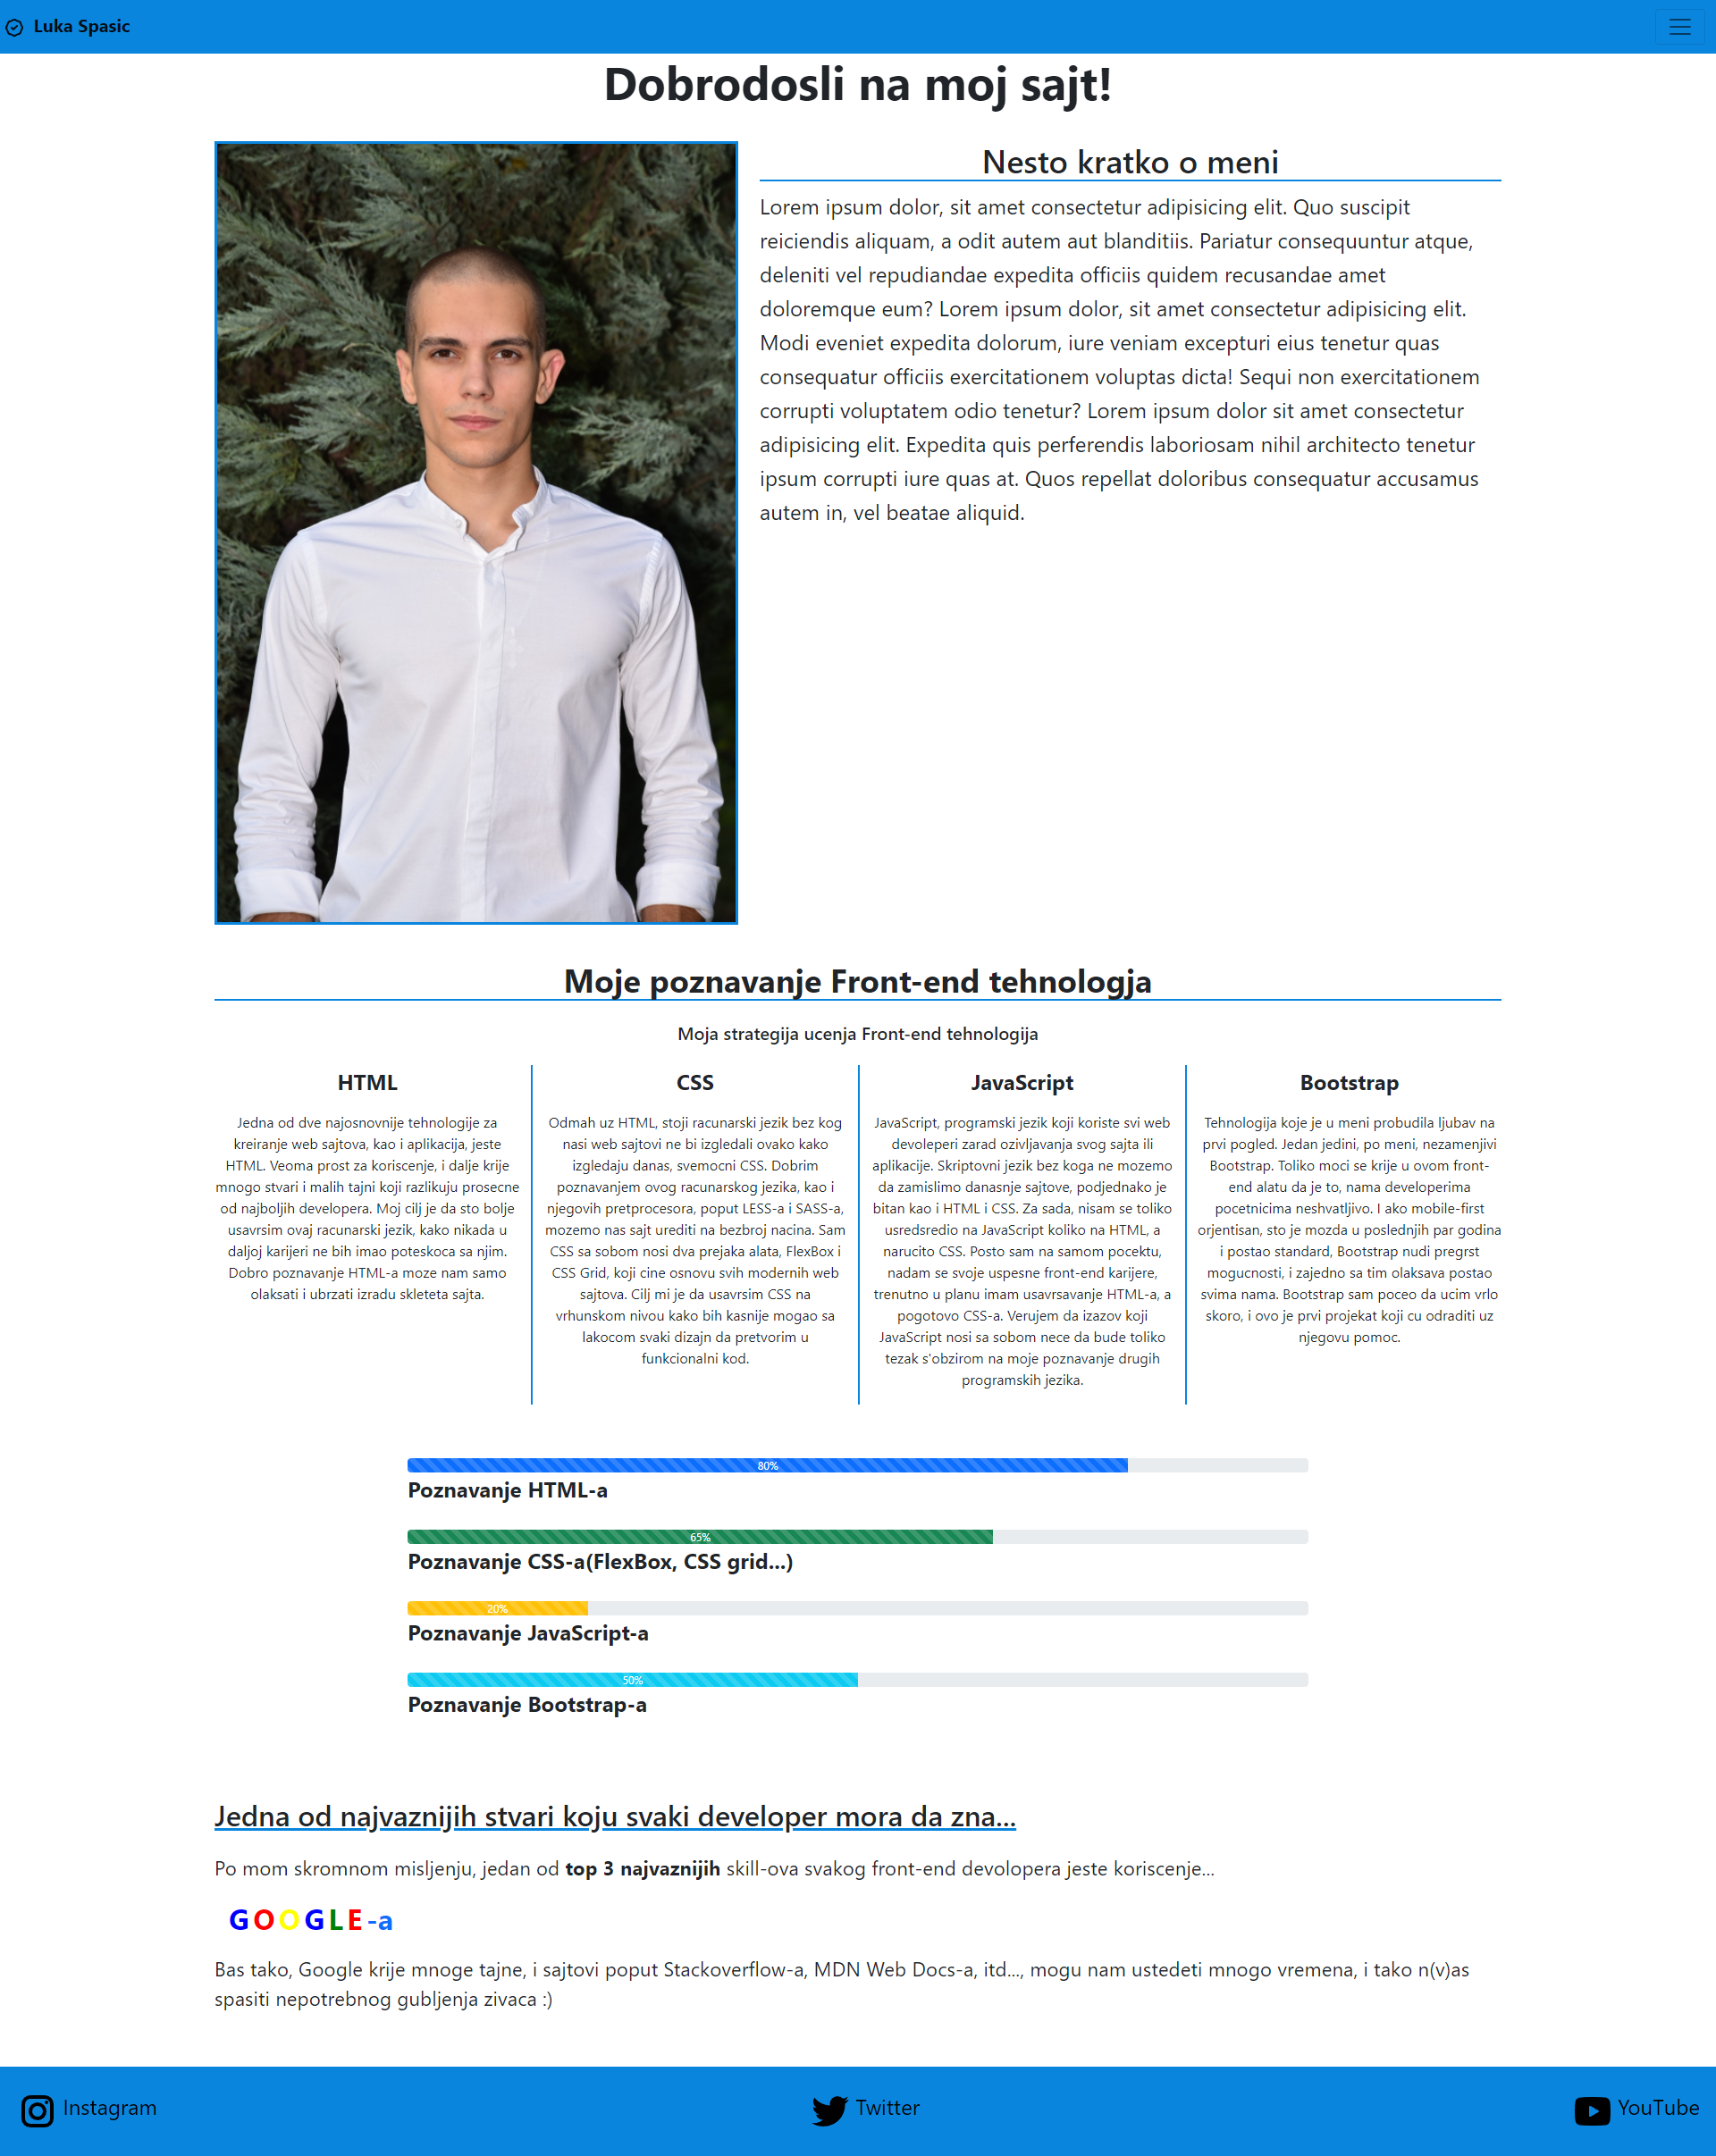 Luka Spasic
Dobrodosli na moj sajt!
Nesto kratko o meni
Lorem ipsum dolor, sit amet consectetur adipisicing elit. Quo suscipit
reiciendis aliquam, a odit autem aut blanditiis. Pariatur consequuntur atque,
deleniti vel repudiandae expedita officiis quidem recusandae amet
doloremque eum? Lorem ipsum dolor, sit amet consectetur adipisicing elit.
Modi eveniet expedita dolorum, iure veniam excepturi eius tenetur quas
consequatur officiis exercitationem voluptas dicta! Sequi non exercitationem
corrupti voluptatem odio tenetur? Lorem ipsum dolor sit amet consectetur
adipisicing elit. Expedita quis perferendis laboriosam nihil architecto tenetur
ipsum corrupti iure quas at. Quos repellat doloribus consequatur accusamus
autem in, vel beatae aliquid.
Moje poznavanje Front-end tehnologja
Moja strategija ucenja Front-end tehnologija
HTML
Jedna od dve najosnovnije tehnologije za
kreiranje web sajtova, kao i aplikacija, jeste
HTML. Veoma prost za koriscenje, i dalje krije
mnogo stvari i malih tajni koji razlikuju prosecne
od najboljih developera. Moj cilj je da sto bolje
usavrsim ovaj racunarski jezik, kako nikada u
daljoj karijeri ne bih imao poteskoca sa njim.
Dobro poznavanje HTML-a moze nam samo
olaksati i ubrzati izradu skleteta sajta.
CSS
Odmah uz HTML, stoji racunarski jezik bez kog
nasi web sajtovi ne bi izgledali ovako kako
izgledaju danas, svemocni CSS. Dobrim
poznavanjem ovog racunarskog jezika, kao i
njegovih pretprocesora, poput LESS-a i SASS-a,
mozemo nas sajt urediti na bezbroj nacina. Sam
CSS sa sobom nosi dva prejaka alata, FlexBox i
CSS Grid, koji cine osnovu svih modernih web
sajtova. Cilj mi je da usavrsim CSS na
vrhunskom nivou kako bih kasnije mogao sa
lakocom svaki dizajn da pretvorim u
funkcionalni kod.
JavaScript
JavaScript, programski jezik koji koriste svi web
devoleperi zarad ozivljavanja svog sajta ili
aplikacije. Skriptovni jezik bez koga ne mozemo
da zamislimo danasnje sajtove, podjednako je
bitan kao i HTML i CSS. Za sada, nisam se toliko
usredsredio na JavaScript koliko na HTML, a
narucito CSS. Posto sam na samom pocektu,
nadam se svoje uspesne front-end karijere,
trenutno u planu imam usavrsavanje HTML-a, a
pogotovo CSS-a. Verujem da izazov koji
JavaScript nosi sa sobom nece da bude toliko
tezak s'obzirom na moje poznavanje drugih
programskih jezika.
Bootstrap
Tehnologija koje je u meni probudila ljubav na
prvi pogled. Jedan jedini, po meni, nezamenjivi
Bootstrap. Toliko moci se krije u ovom front-
end alatu da je to, nama developerima
pocetnicima neshvatljivo. I ako mobile-first
orjentisan, sto je mozda u poslednjih par godina
i postao standard, Bootstrap nudi pregrst
mogucnosti, i zajedno sa tim olaksava postao
svima nama. Bootstrap sam poceo da ucim vrlo
skoro, i ovo je prvi projekat koji cu odraditi uz
njegovu pomoc.
80%
Poznavanje HTML-a
65%
Poznavanje CSS-a(FlexBox, CSS grid...)
20%
Poznavanje JavaScript-a
50%
Poznavanje Bootstrap-a
Jedna od najvaznijih stvari koju svaki developer mora da zna...
Po mom skromnom misljenju, jedan od top 3 najvaznijih skill-ova svakog front-end devolopera jeste koriscenje...
GOOGLE-a
Bas tako, Google krije mnoge tajne, i sajtovi poput Stackoverflow-a, MDN Web Docs-a, itd..., mogu nam ustedeti mnogo vremena, i tako n(v)as
spasiti nepotrebnog gubljenja zivaca :)
Instagram
Twitter
YouTube